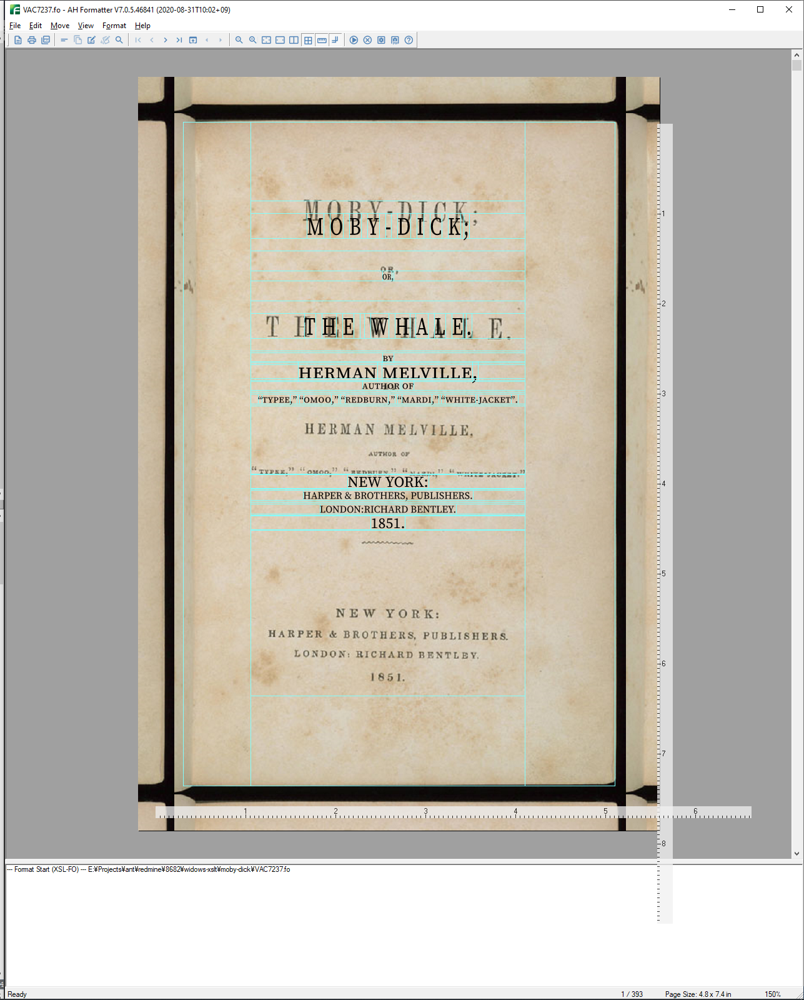 VAC7237.fo - AH Formatter V7.0.5.46841 (2020-08-31T10:02+09)
File Edit Move View Format Help
MOBY-DICK;
MOBY-DICK;
OR,
OR,
THE WHALE.
THE WHALE.
BY
HERMAN MELVILLE,
AUTHOR OF
“TYPEE,” “OMOO,” “REDBURN,” “MARDI,” “WHITE-JACKET”.
HERMAN MELVILLE,
AUTHOR OF
“TYPEE,” “OMOO,” “REDBURN,” “MARDI,” “WHITE-JACKET.”
NEW YORK:
HARPER & BROTHERS, PUBLISHERS.
LONDON:RICHARD BENTLEY.
1851.
NEW YORK:
HARPER & BROTHERS, PUBLISHERS.
LONDON: RICHARD BENTLEY.
1851.
1
2
3
4
5
6
7
8
1 2 3 4 5 6
--- Format Start (XSL-FO) --- E:¥Projects¥ant¥redmine¥8682¥widows-xslt¥moby-dick¥VAC7237.fo
Ready 1 / 393 Page Size: 4.8 x 7.4 in 150%